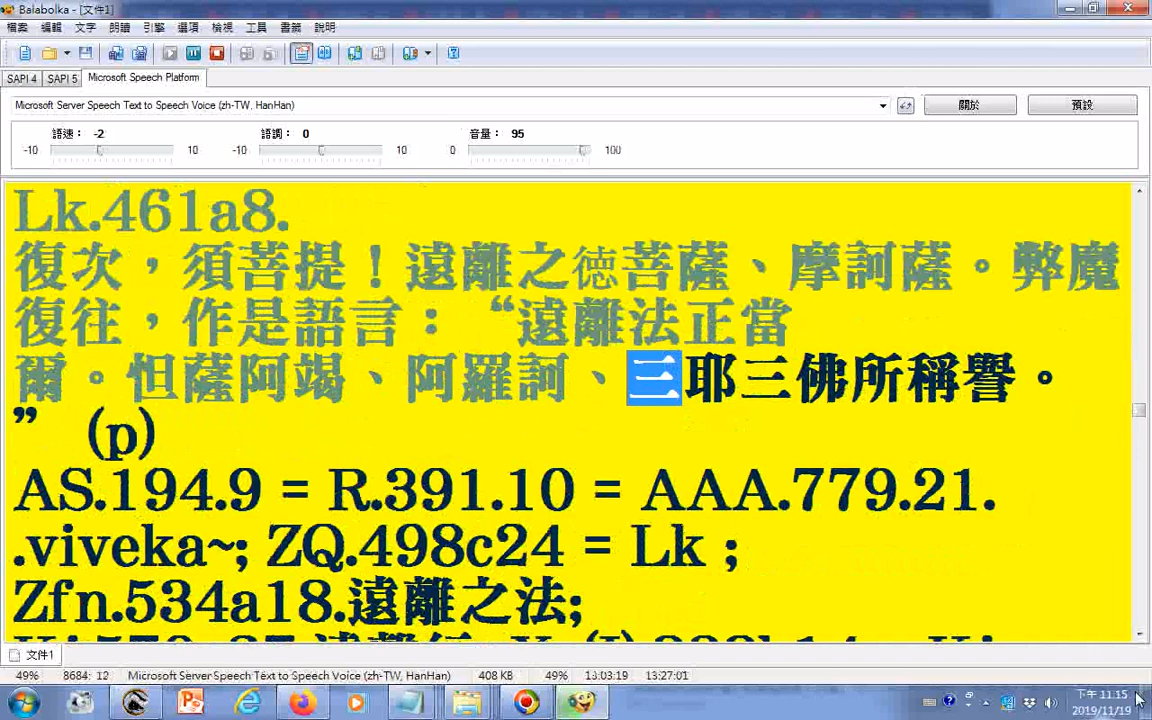 Balabolka - [文件1]
檔案 編輯 文字 朗讀 引擎 選項 檢視 工具 書籤 說明
SAPI 4 SAPI 5 Microsoft Speech Platform
Microsoft Server Speech Text to Speech Voice (zh-TW, HanHan) 關於 預設
語速： -2 語調： 0 音量： 95
-10 10 -10 10 0 100
Lk.461a8.
復次，須菩提！遠離之德菩薩、摩訶薩。弊魔
復往，作是語言：“遠離法正當
爾。怛薩阿竭、阿羅訶、三耶三佛所稱譽。
” (p)
AS.194.9 = R.391.10 = AAA.779.21.
.viveka~; ZQ.498c24 = Lk ;
Zfn.534a18.遠離之法;
文件1
49% 8684: 12 Microsoft Server Speech Text to Speech Voice (zh-TW, HanHan) 408 KB 49% 13:03:19 13:27:01
下午 11:15
2019/11/19